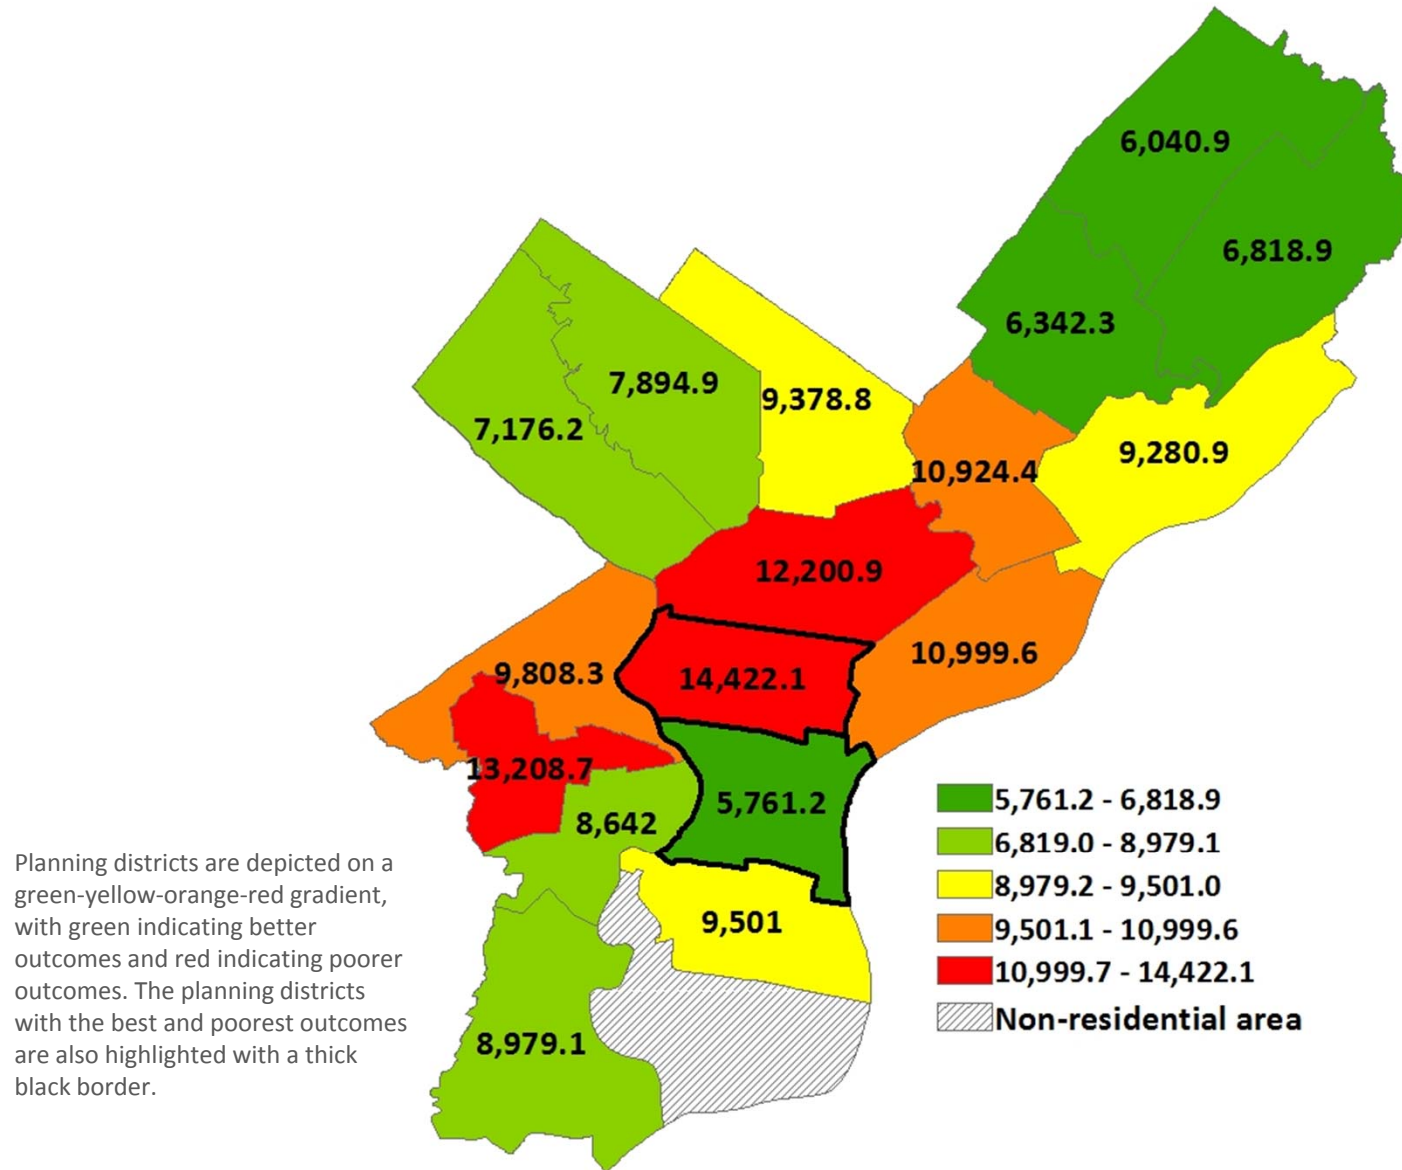 6,040.9
6,818.9
6,342.3
7,894.9
9,378.8
7,176.2
10,924.4
9,280.9
12,200.9
10,999.6
9,808.3
14,422.1
13,208.7
5,761.2
8,642
9,501
8,979.1
5,761.2 - 6,818.9
6,819.0 - 8,979.1
8,979.2 - 9,501.0
9,501.1 - 10,999.6
10,999.7 - 14,422.1
Non-residential area
Planning districts are depicted on a
green-yellow-orange-red gradient,
with green indicating better
outcomes and red indicating poorer
outcomes. The planning districts
with the best and poorest outcomes
are also highlighted with a thick
black border.